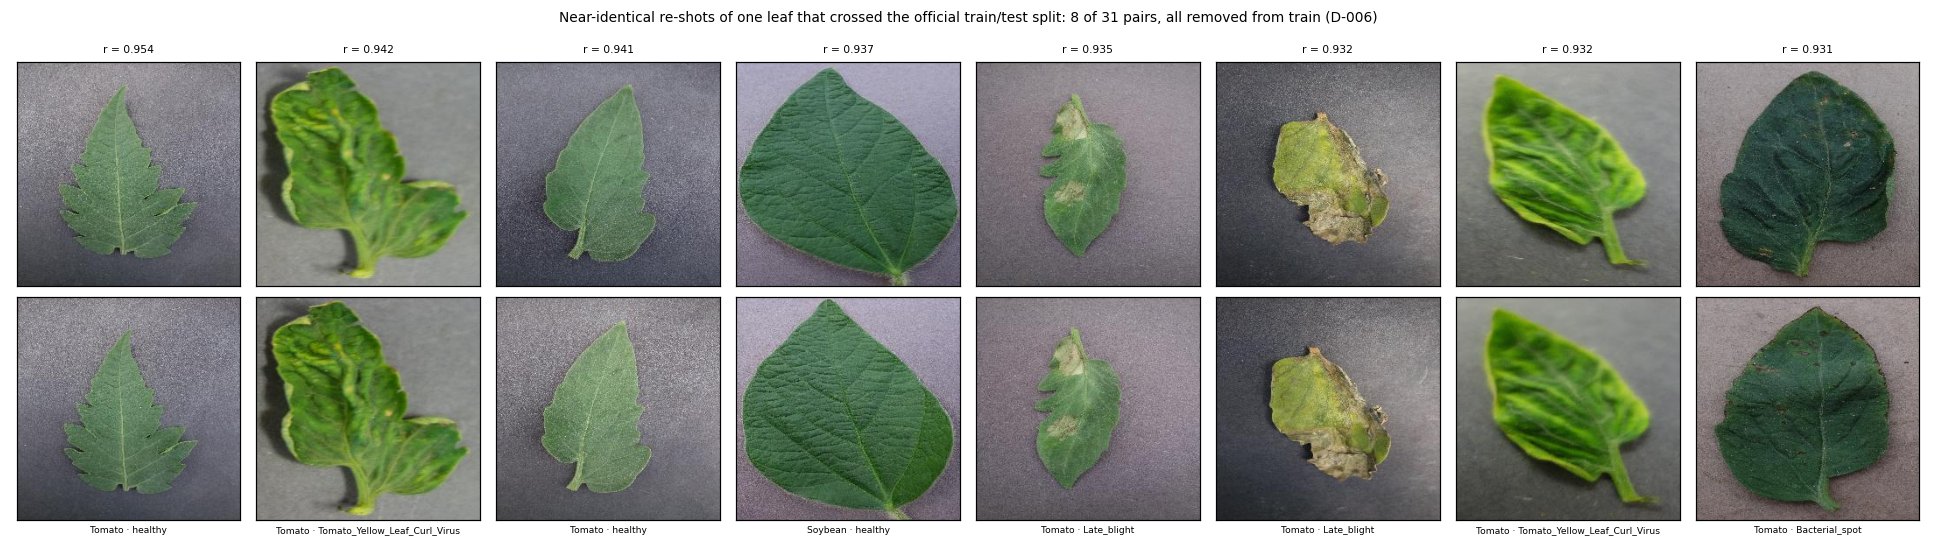 Near-identical re-shots of one leaf that crossed the official train/test split: 8 of 31 pairs, all removed from train (D-006)
r = 0.954
r = 0.942
r = 0.941
r = 0.937
r = 0.935
r = 0.932
r = 0.932
r = 0.931
Tomato · healthy
Tomato · Tomato_Yellow_Leaf_Curl_Virus
Tomato · healthy
Soybean · healthy
Tomato · Late_blight
Tomato · Late_blight
Tomato · Tomato_Yellow_Leaf_Curl_Virus
Tomato · Bacterial_spot